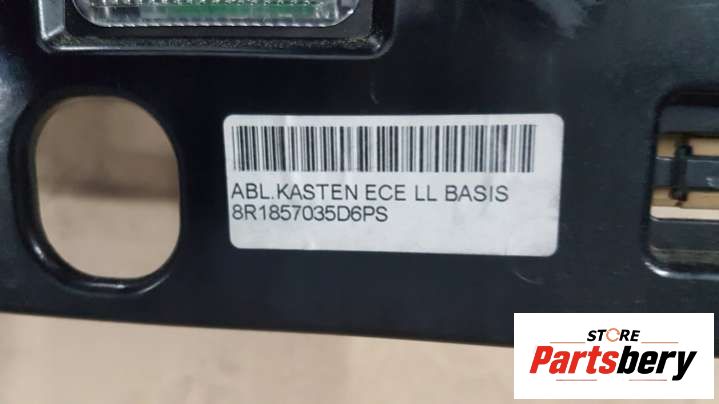 ABL.KASTEN ECE LL BASIS
8R1857035D6PS
STORE
Partsbery